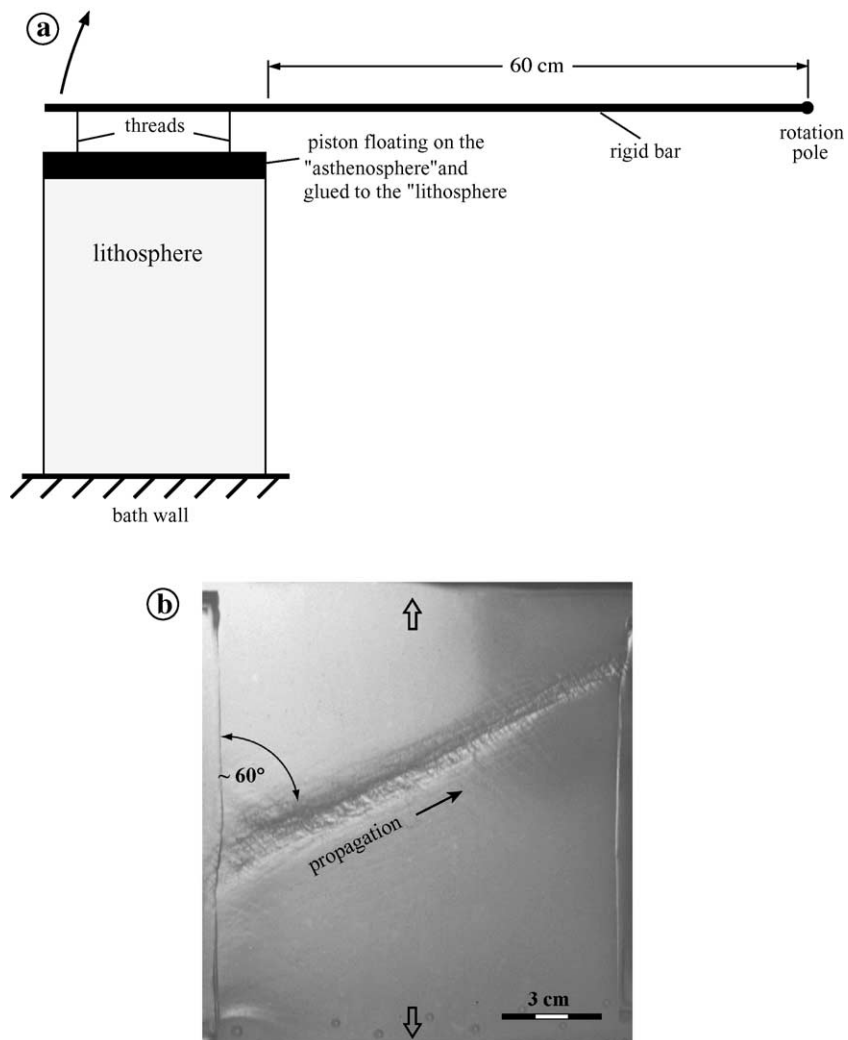 a
60 cm
threads
piston floating on the
"asthenosphere"and
glued to the "lithosphere
rigid bar
rotation
pole
lithosphere
bath wall
b
~ 60°
propagation
3 cm